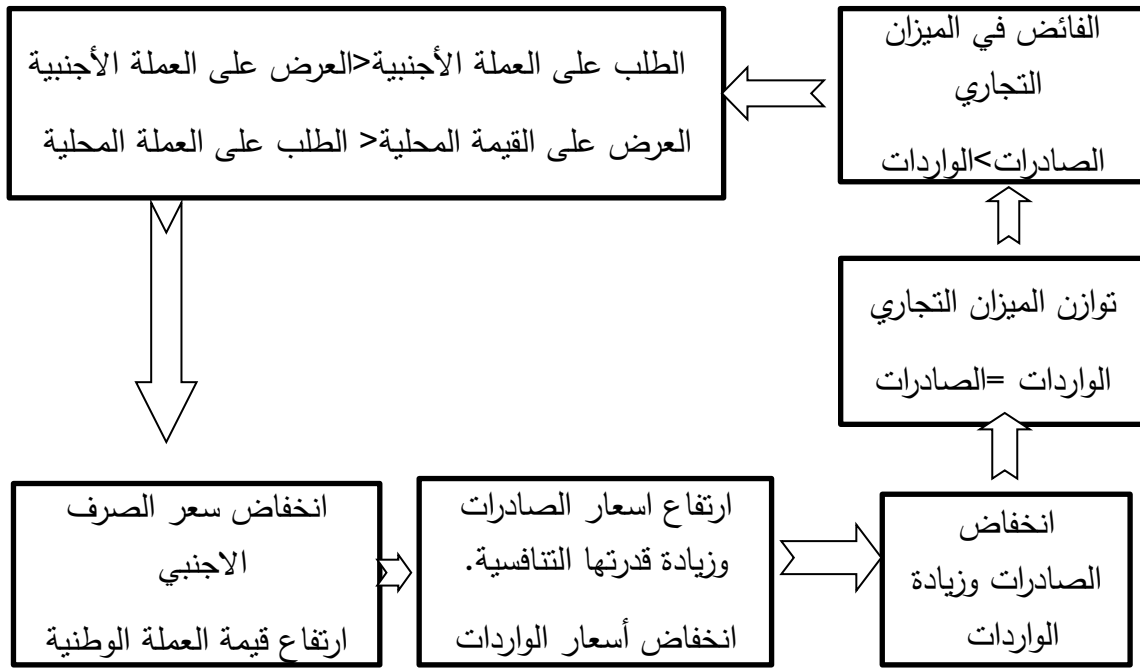 الفائض في الميزان
التجاري
الصادرات>الواردات
الطلب على العملة الأجنبية<العرض على العملة الأجنبية
العرض على القيمة المحلية< الطلب على العملة المحلية
توازن الميزان التجاري
الواردات =الصادرات
انخفاض سعر الصرف
الاجنبي
ارتفاع قيمة العملة الوطنية
ارتفاع اسعار الصادرات
وزيادة قدرتها التنافسية.
انخفاض أسعار الواردات
انخفاض
الصادرات وزيادة
الواردات